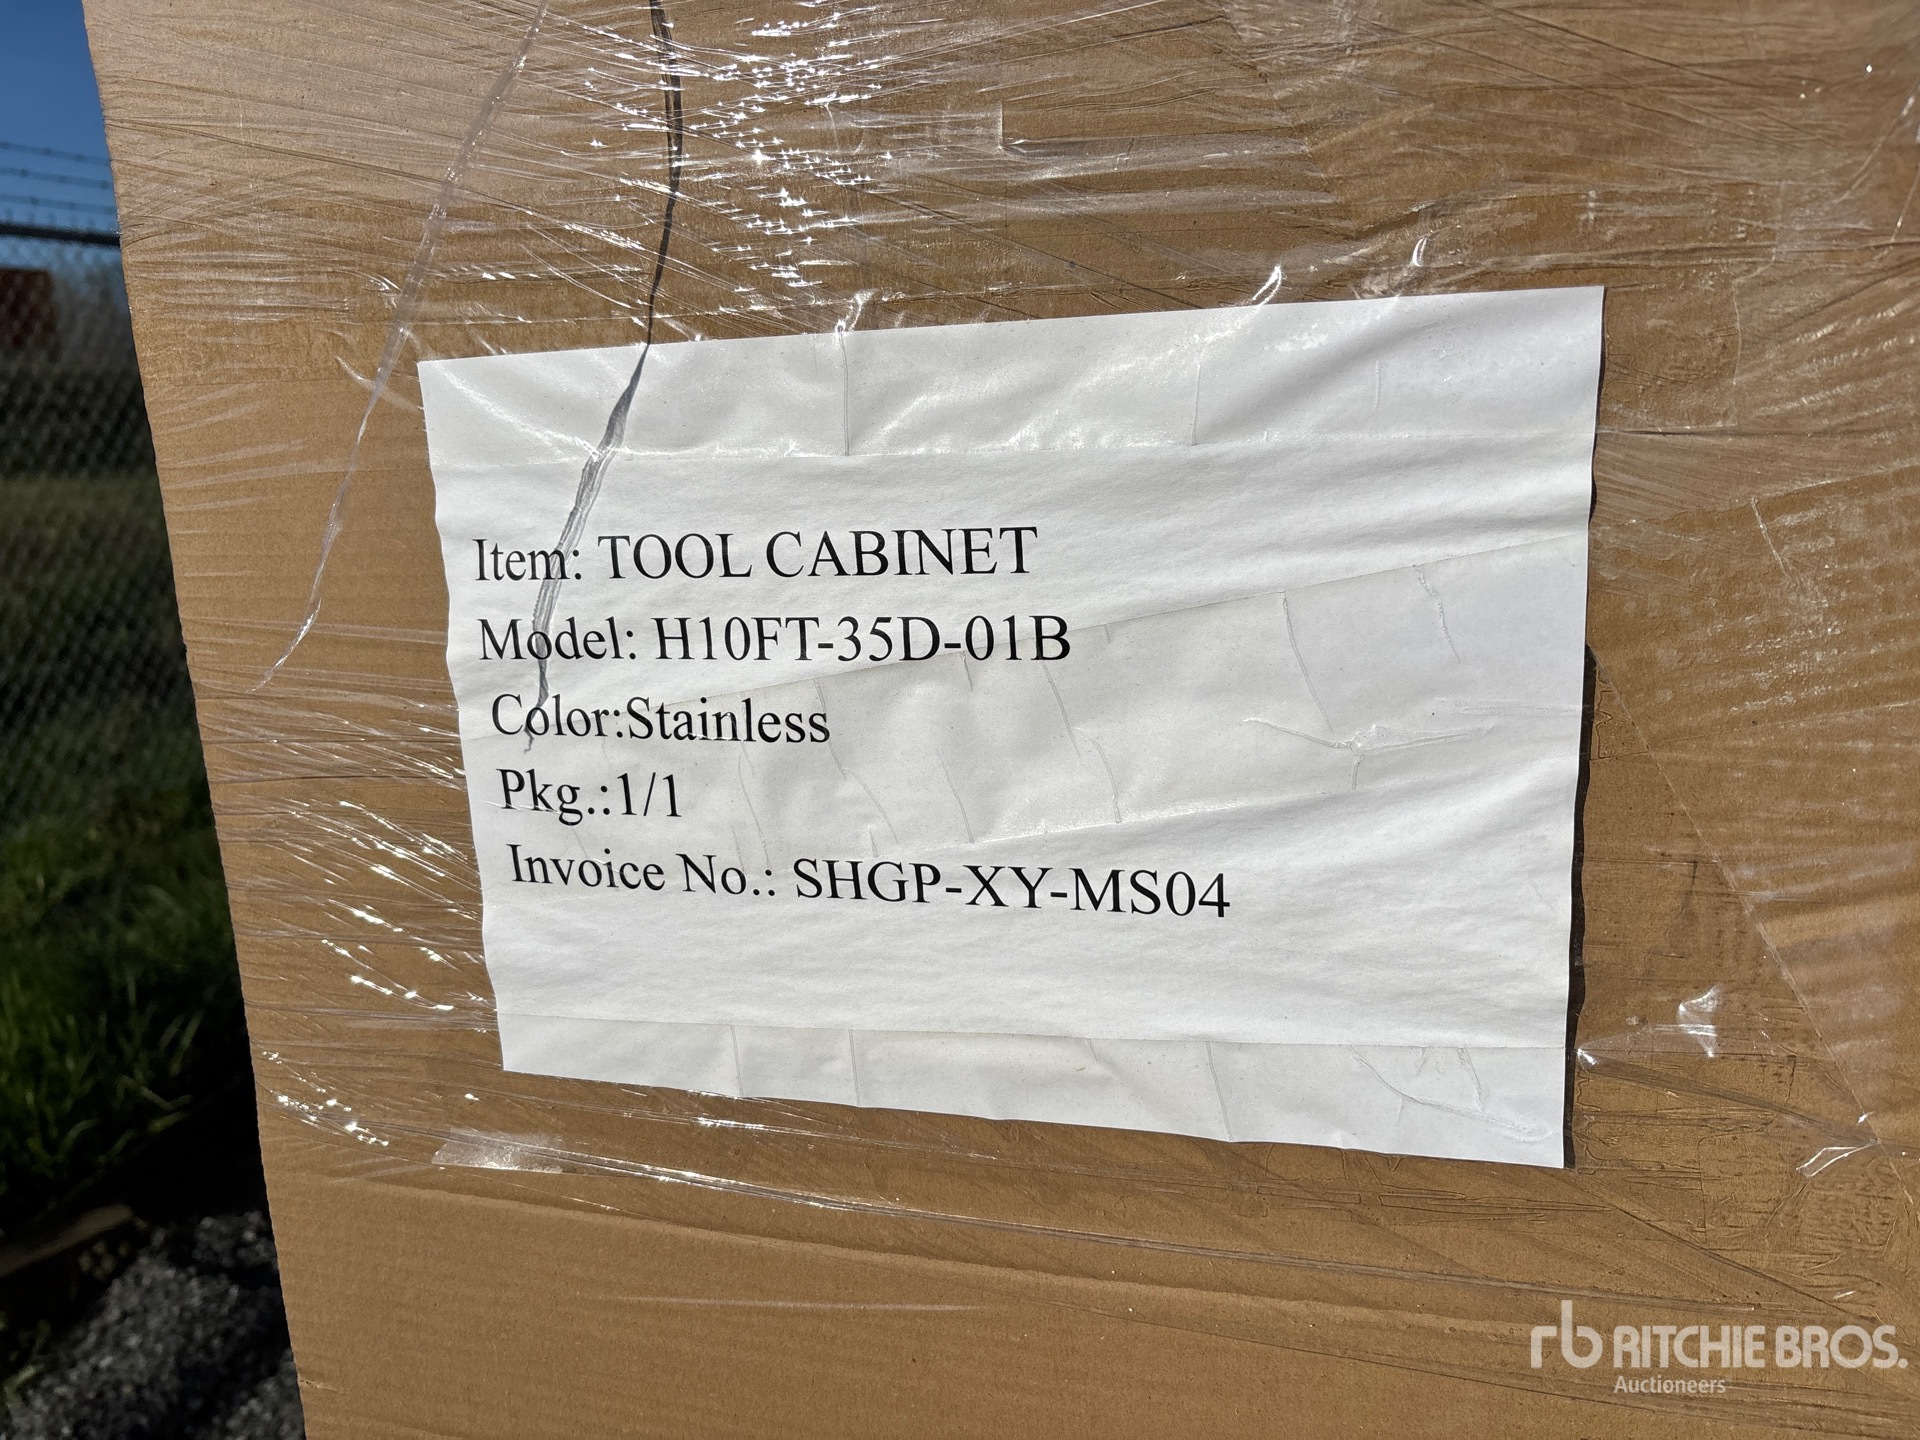 Item: TOOL CABINET
Model: H10FT-35D-01B
Color:Stainless
Pkg.:1/1
Invoice No.: SHGP-XY-MS04
rb RITCHIE BROS.
Auctioneers